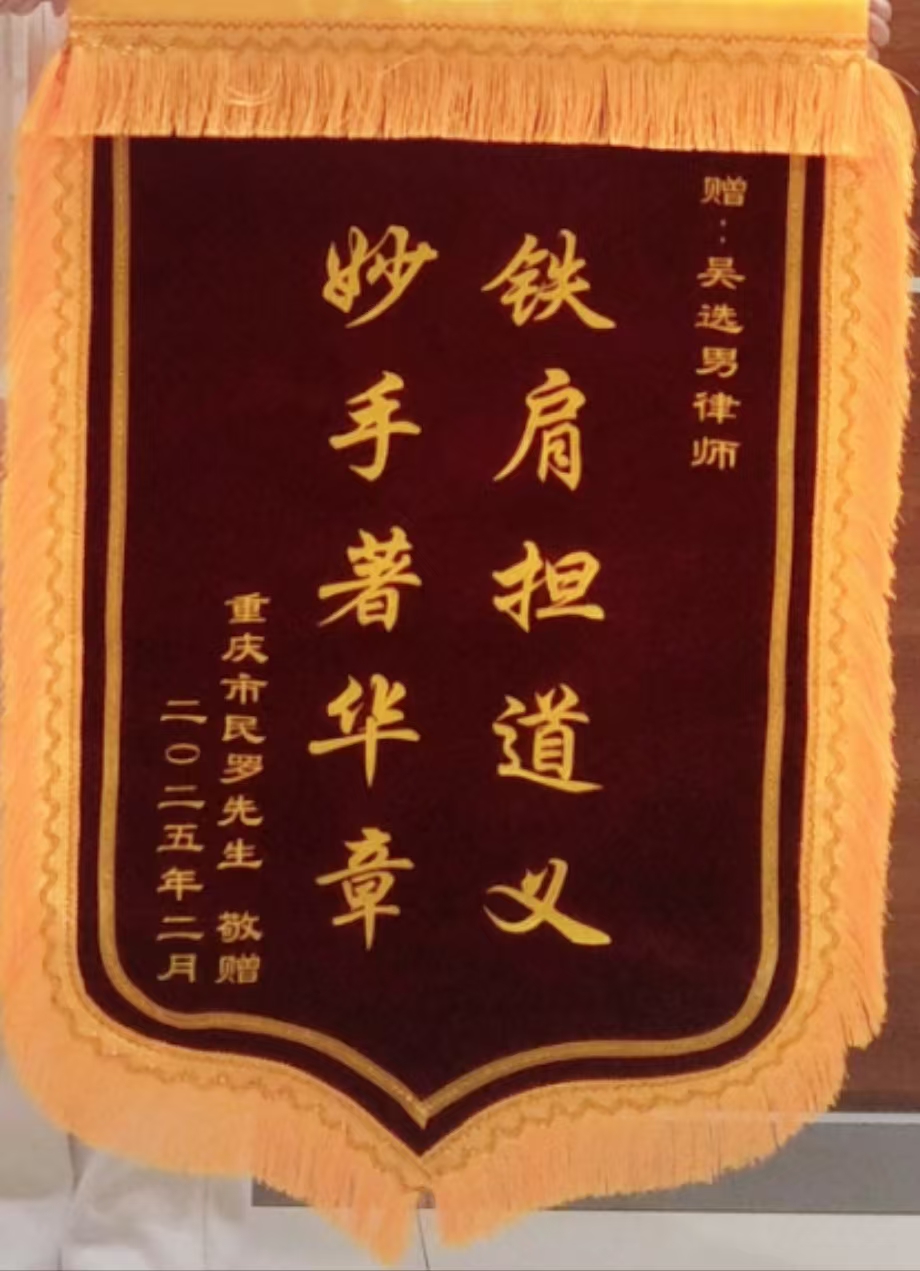 赠：吴选男律师
铁肩担道义
妙手著华章
重庆市民罗先生 敬赠
二〇二五年二月